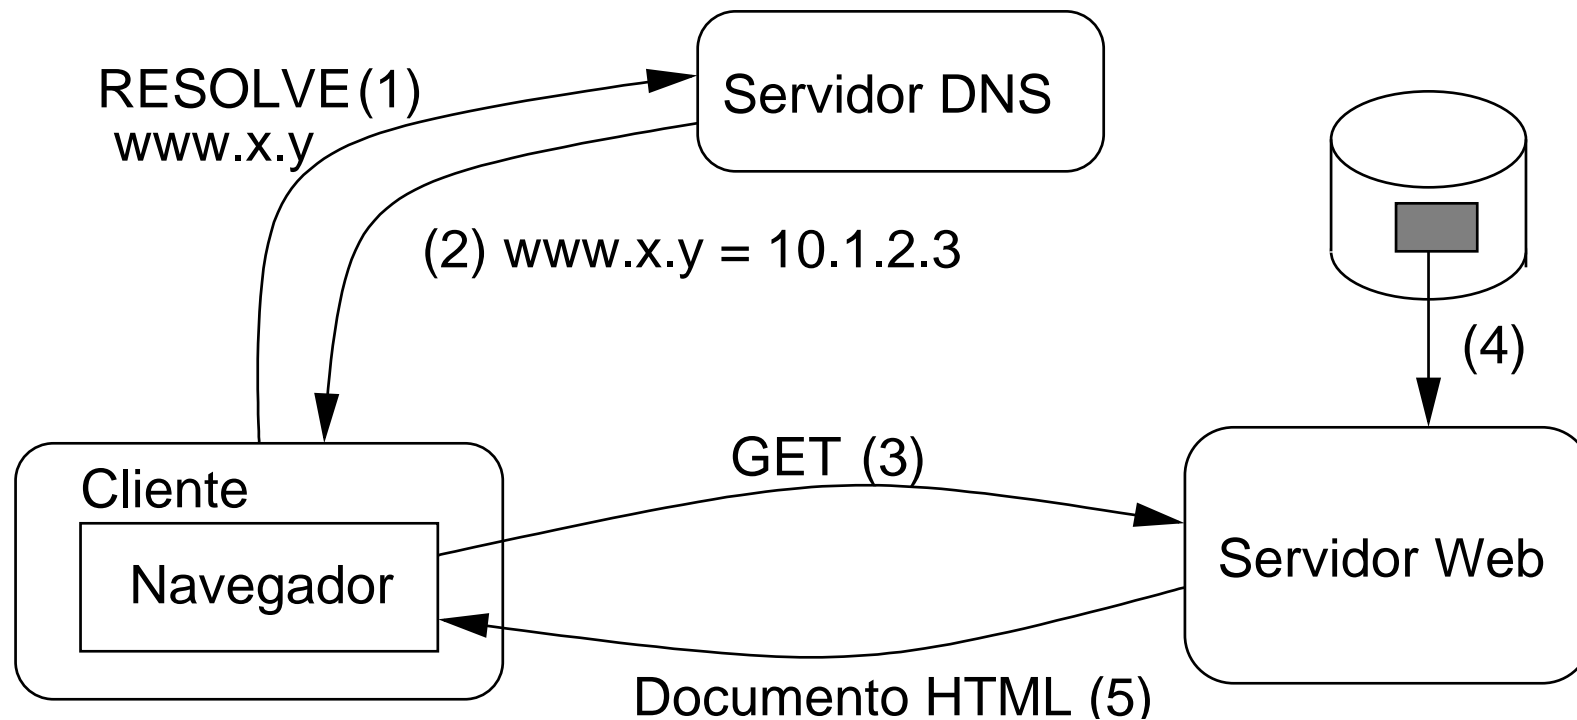 RESOLVE (1)
www.x.y
Servidor DNS
(2) www.x.y = 10.1.2.3
(4)
Cliente
Navegador
GET (3)
Servidor Web
Documento HTML (5)